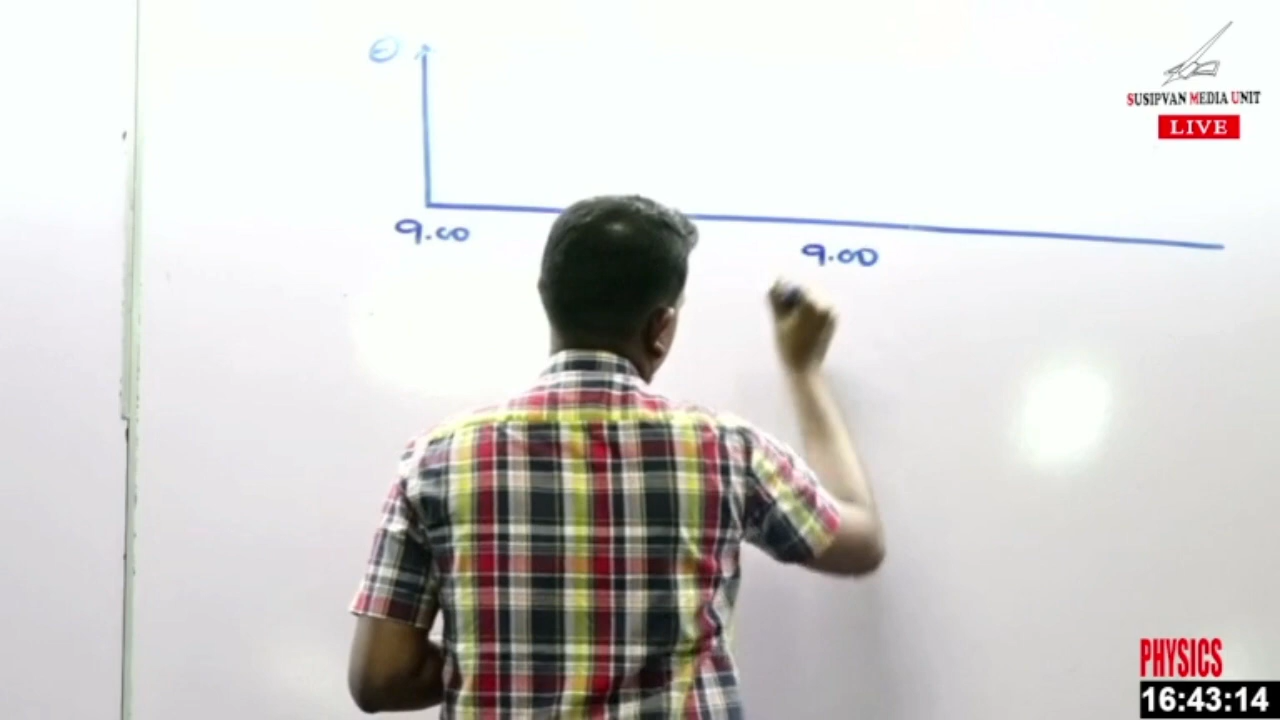 θ
9.00
9.00
SUSIPVAN MEDIA UNIT
LIVE
PHYSICS
16:43:14